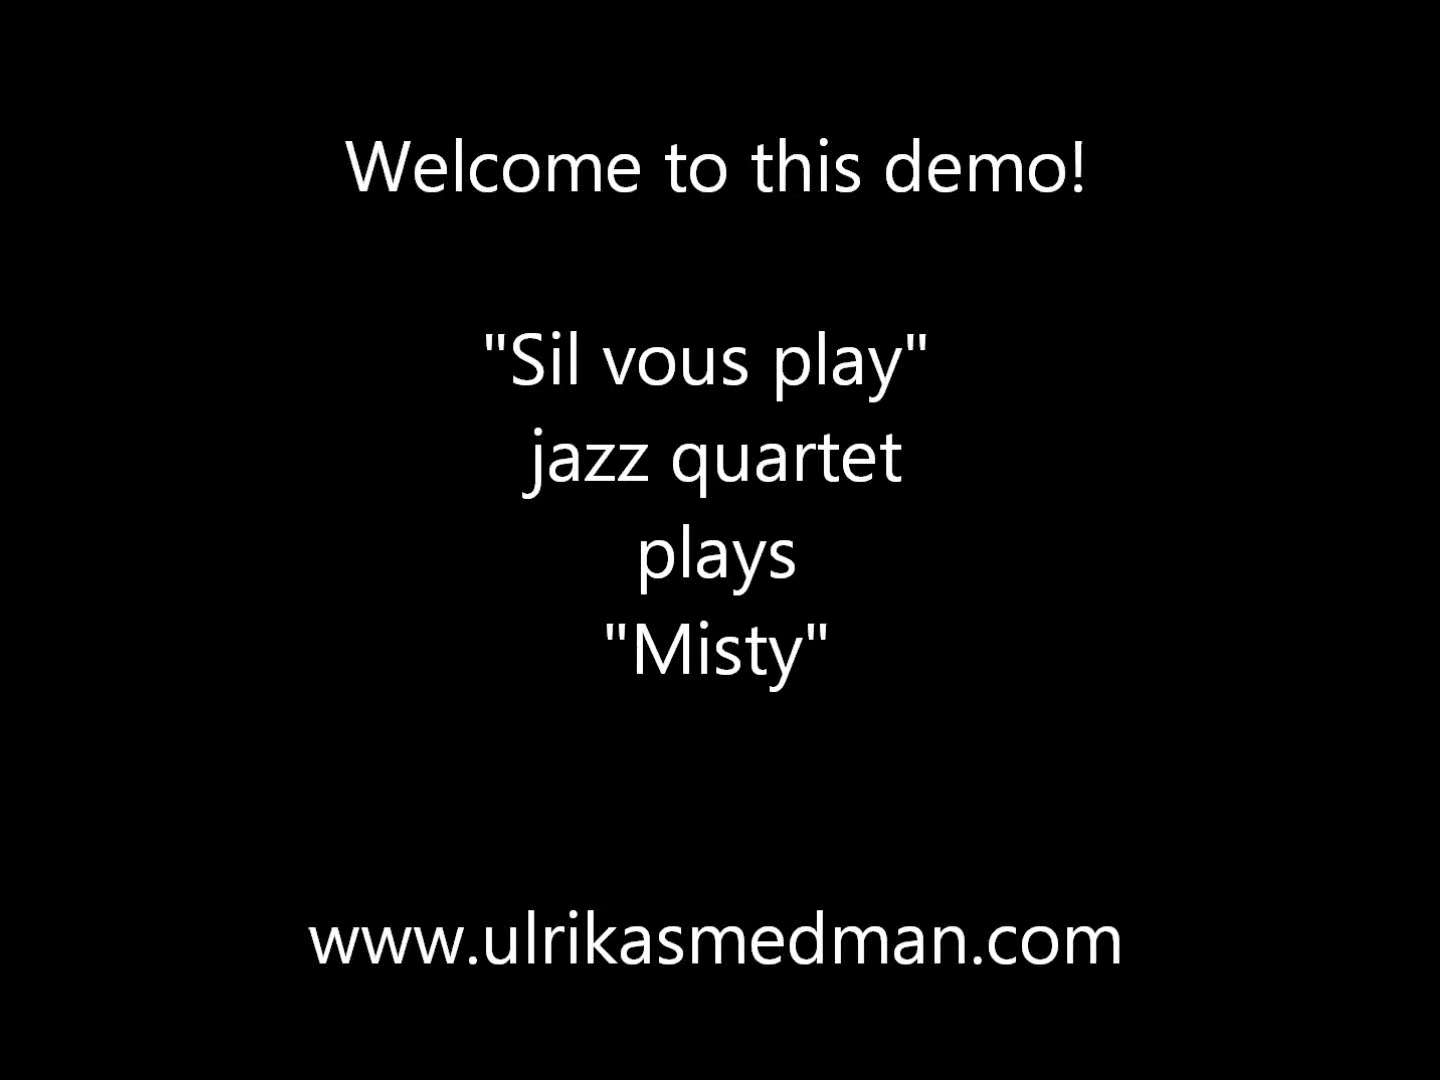 Welcome to this demo!
"Sil vous play"
jazz quartet
plays
"Misty"
www.ulrikasmedman.com